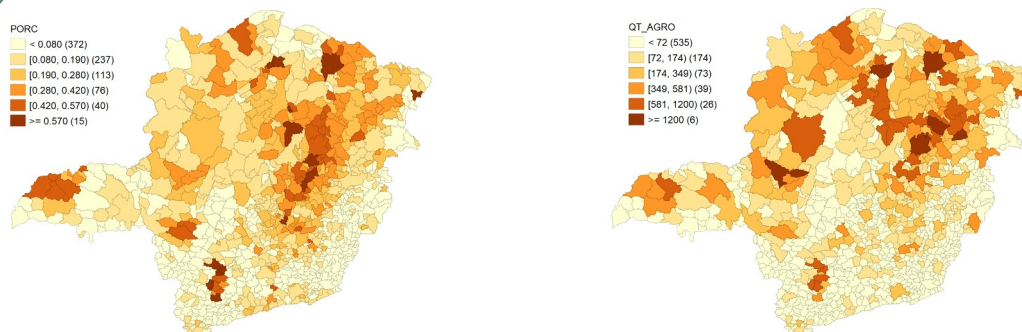 PORC
< 0.080 (372)
[0.080, 0.190) (237)
[0.190, 0.280) (113)
[0.280, 0.420) (76)
[0.420, 0.570) (40)
>= 0.570 (15)
QT_AGRO
< 72 (535)
[72, 174) (174)
[174, 349) (73)
[349, 581) (39)
[581, 1200) (26)
>= 1200 (6)